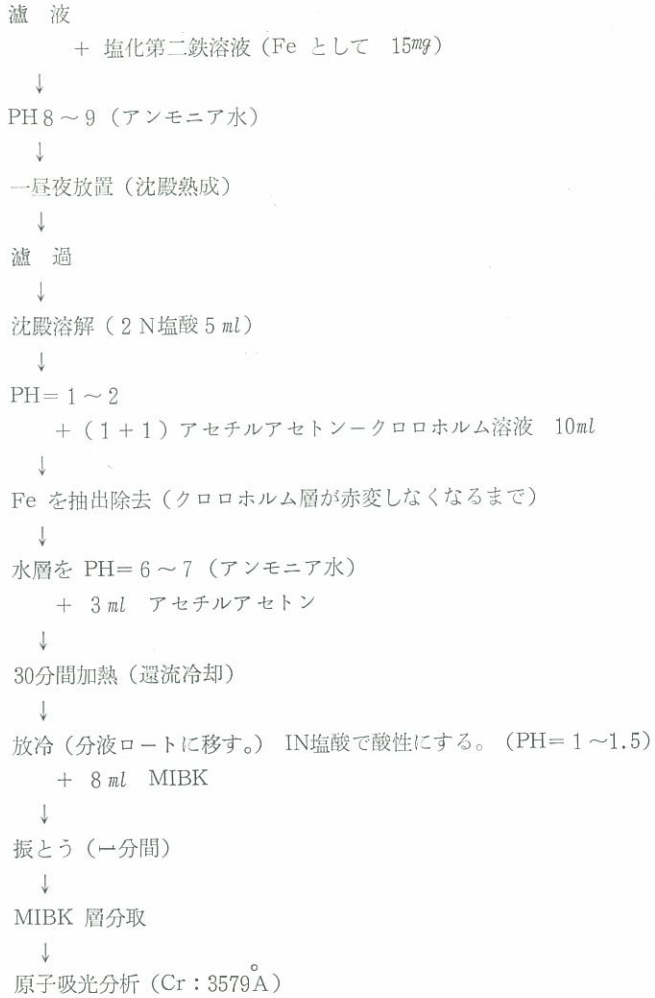 濾　液
＋ 塩化第二鉄溶液（Fe として 15mg）
↓
PH 8～9（アンモニア水）
↓
一昼夜放置（沈殿熟成）
↓
濾　過
↓
沈殿溶解（2N塩酸5ml）
↓
PH＝1～2
＋（1＋1）アセチルアセトン－クロロホルム溶液 10ml
↓
Fe を抽出除去（クロロホルム層が赤変しなくなるまで）
↓
水層を PH＝6～7（アンモニア水）
＋ 3ml アセチルアセトン
↓
30分間加熱（還流冷却）
↓
放冷（分液ロートに移す。） IN塩酸で酸性にする。（PH＝1～1.5）
＋ 8ml MIBK
↓
振とう（一分間）
↓
MIBK 層分取
↓
原子吸光分析（Cr：3579Å）